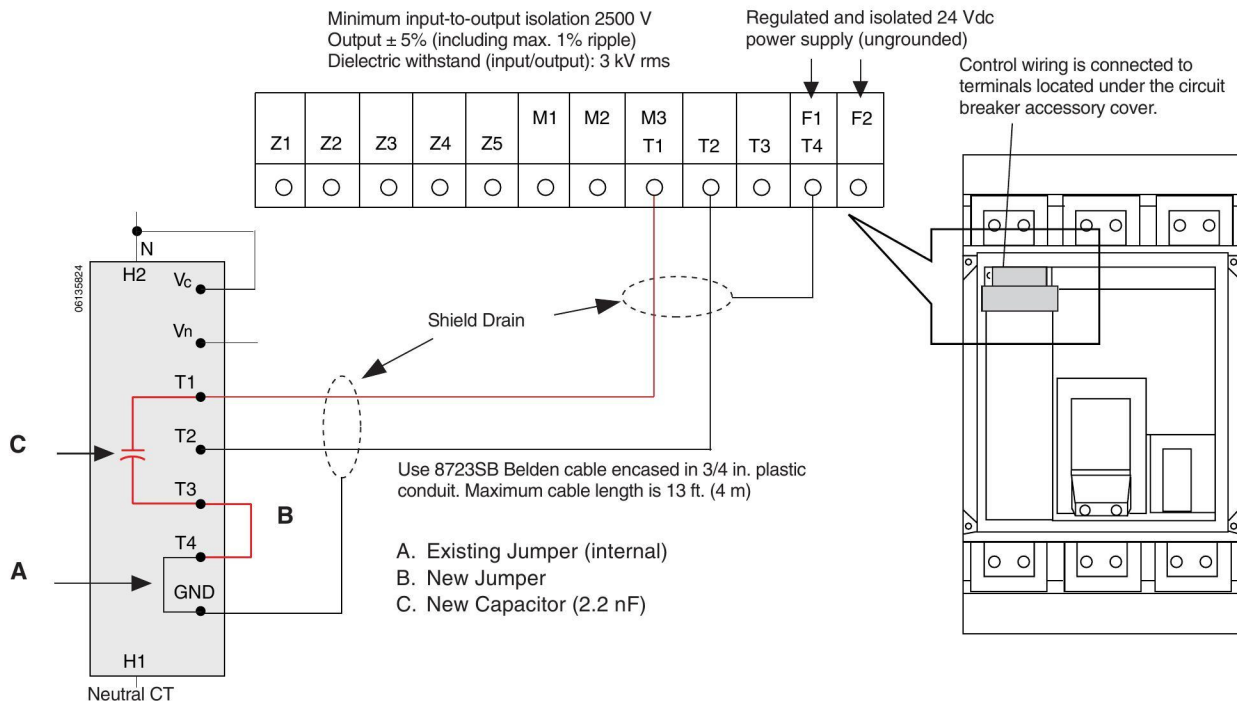 Minimum input-to-output isolation 2500 V
Output ± 5% (including max. 1% ripple)
Dielectric withstand (input/output): 3 kV rms
Regulated and isolated 24 Vdc
power supply (ungrounded)
Control wiring is connected to
terminals located under the circuit
breaker accessory cover.
M1 M2 M3 F1 F2
Z1 Z2 Z3 Z4 Z5 T1 T2 T3 T4
N
H2
06135824
Vc
Vn
Shield Drain
T1
T2
C
Use 8723SB Belden cable encased in 3/4 in. plastic
conduit. Maximum cable length is 13 ft. (4 m)
T3
B
T4
A
GND
A. Existing Jumper (internal)
B. New Jumper
C. New Capacitor (2.2 nF)
H1
Neutral CT